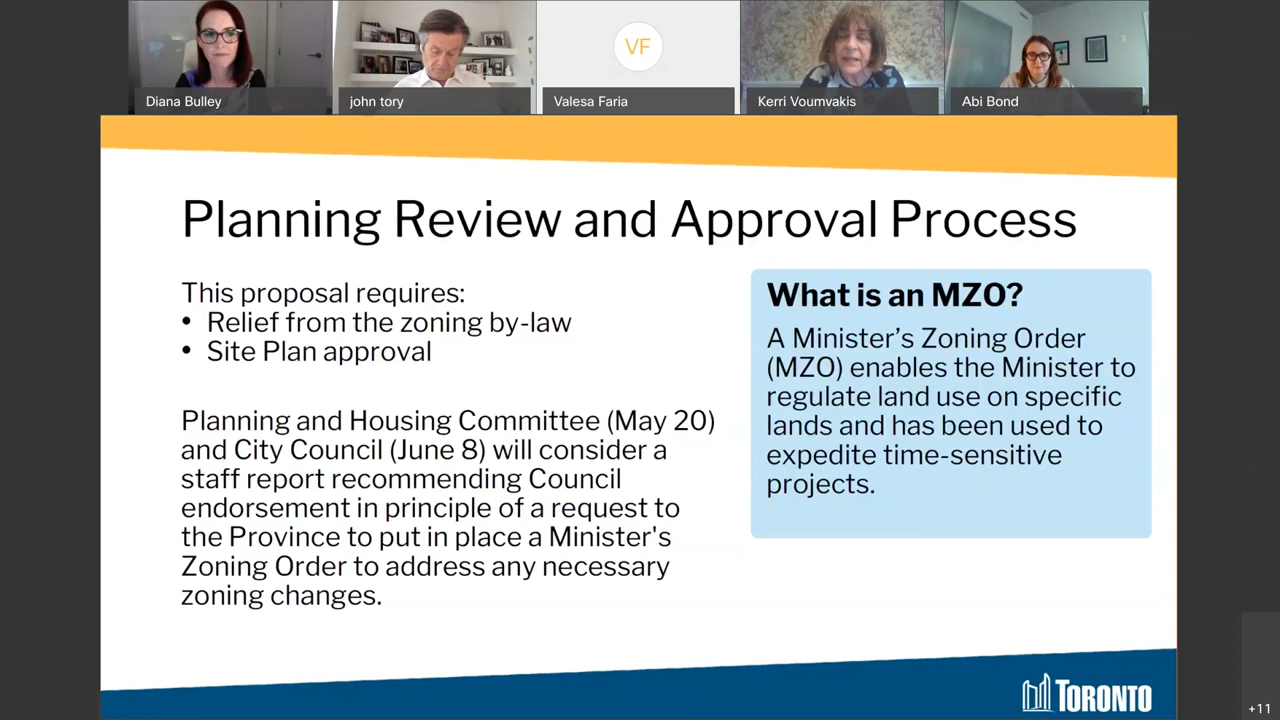 VF
Diana Bulley
john tory
Valesa Faria
Kerri Voumvakis
Abi Bond
Planning Review and Approval Process
This proposal requires:
• Relief from the zoning by-law
• Site Plan approval
Planning and Housing Committee (May 20)
and City Council (June 8) will consider a
staff report recommending Council
endorsement in principle of a request to
the Province to put in place a Minister's
Zoning Order to address any necessary
zoning changes.
What is an MZO?
A Minister’s Zoning Order
(MZO) enables the Minister to
regulate land use on specific
lands and has been used to
expedite time-sensitive
projects.
TORONTO
+11